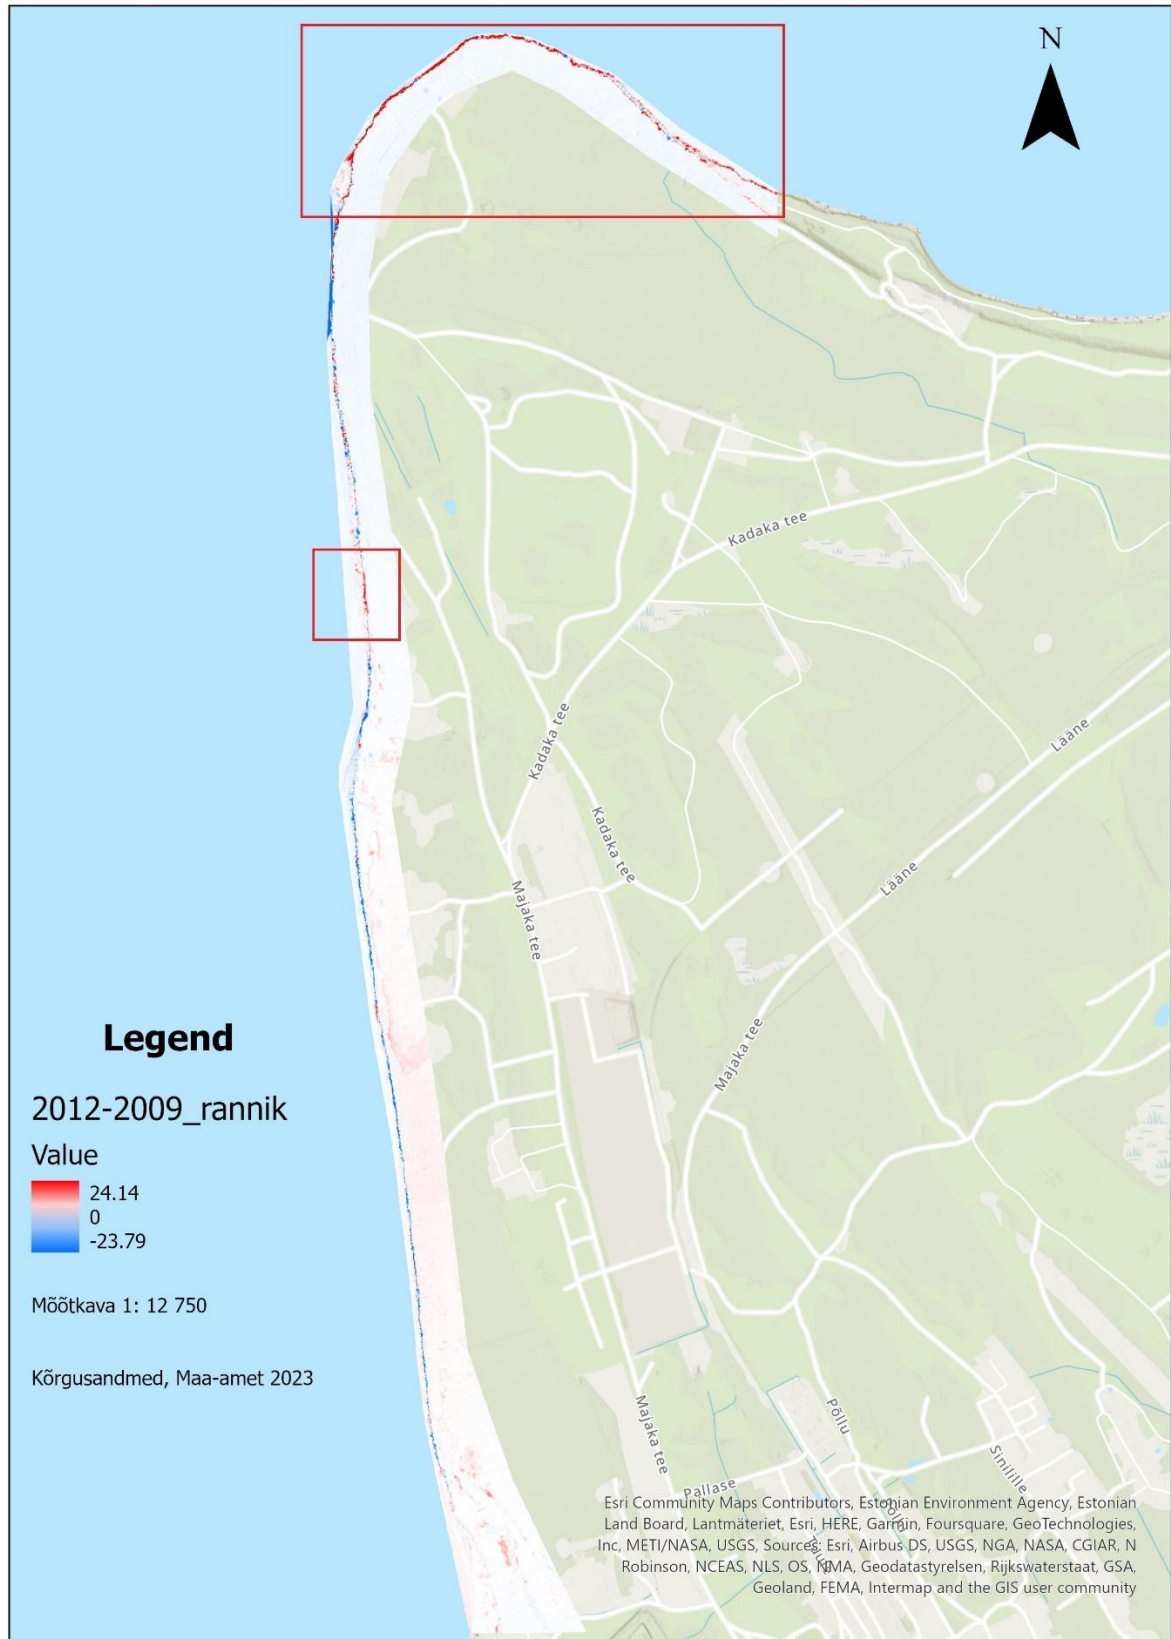 N
Kadaka tee
Lääne
Kadaka tee
Kadaka tee
Lääne
Majaka tee
Majaka tee
Legend
2012-2009_rannik
Value
24.14
0
-23.79
Mõõtkava 1: 12 750
Kõrgusandmed, Maa-amet 2023
Majaka tee
Põllu
Sinilille
Pallase
Põllu
Esri Community Maps Contributors, Estonian Environment Agency, Estonian
Land Board, Lantmäteriet, Esri, HERE, Garmin, Foursquare, GeoTechnologies,
Inc, METI/NASA, USGS, Sources: Esri, Airbus DS, USGS, NGA, NASA, CGIAR, N
Robinson, NCEAS, NLS, OS, NMA, Geodatastyrelsen, Rijkswaterstaat, GSA,
Geoland, FEMA, Intermap and the GIS user community